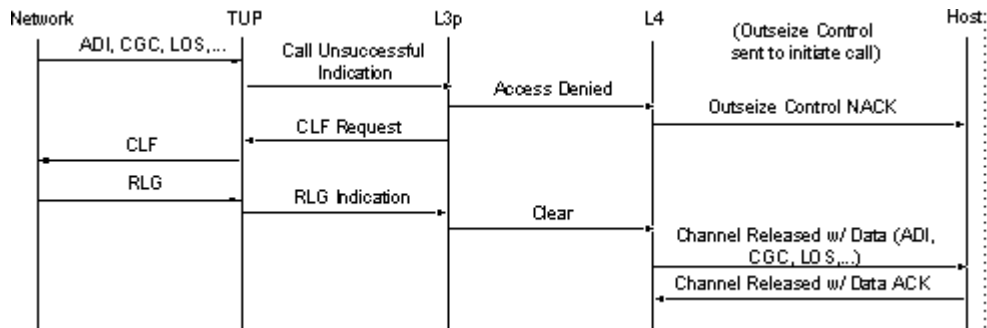 Network TUP L3p L4 Host:
ADI, CGC, LOS,...
(Outseize Control
sent to initiate call)
Call Unsuccessful
Indication
Access Denied
Outseize Control NACK
CLF Request
CLF
RLG
RLG Indication
Clear
Channel Released w/ Data (ADI,
CGC, LOS,...)
Channel Released w/ Data ACK